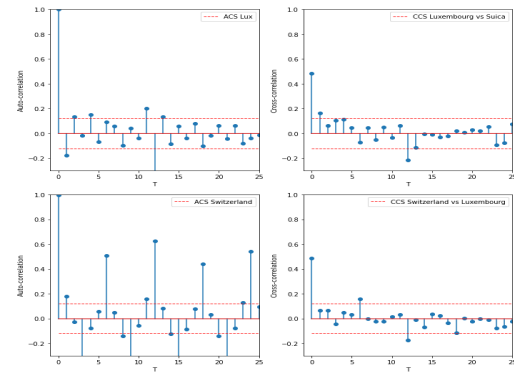 1.0
0.8
0.6
0.4
0.2
0.0
−0.2
Auto-correlation
ACS Lux
0 5 10 15 20 25
T
1.0
0.8
0.6
0.4
0.2
0.0
−0.2
Cross-correlation
CCS Luxembourg vs Suica
0 5 10 15 20 25
T
1.0
0.8
0.6
0.4
0.2
0.0
−0.2
Auto-correlation
ACS Switzerland
0 5 10 15 20 25
T
1.0
0.8
0.6
0.4
0.2
0.0
−0.2
Cross-correlation
CCS Switzerland vs Luxembourg
0 5 10 15 20 25
T